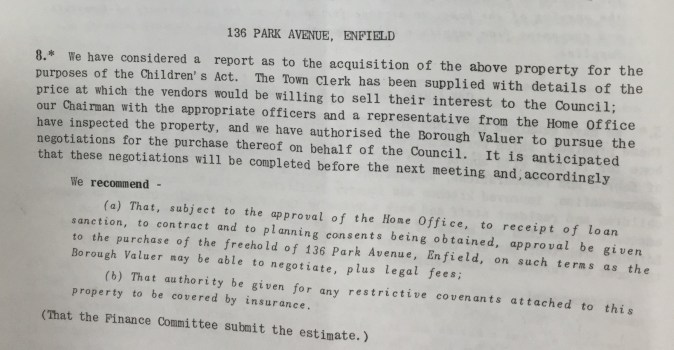 136 PARK AVENUE, ENFIELD
8.* We have considered a report as to the acquisition of the above property for the
purposes of the Children's Act. The Town Clerk has been supplied with details of the
price at which the vendors would be willing to sell their interest to the Council;
our Chairman with the appropriate officers and a representative from the Home Office
have inspected the property, and we have authorised the Borough Valuer to pursue the
negotiations for the purchase thereof on behalf of the Council. It is anticipated
that these negotiations will be completed before the next meeting and,accordingly
We recommend -
(a) That, subject to the approval of the Home Office, to receipt of loan
sanction, to contract and to planning consents being obtained, approval be given
to the purchase of the freehold of 136 Park Avenue, Enfield, on such terms as the
Borough Valuer may be able to negotiate, plus legal fees;
(b) That authority be given for any restrictive covenants attached to this
property to be covered by insurance.
(That the Finance Committee submit the estimate.)